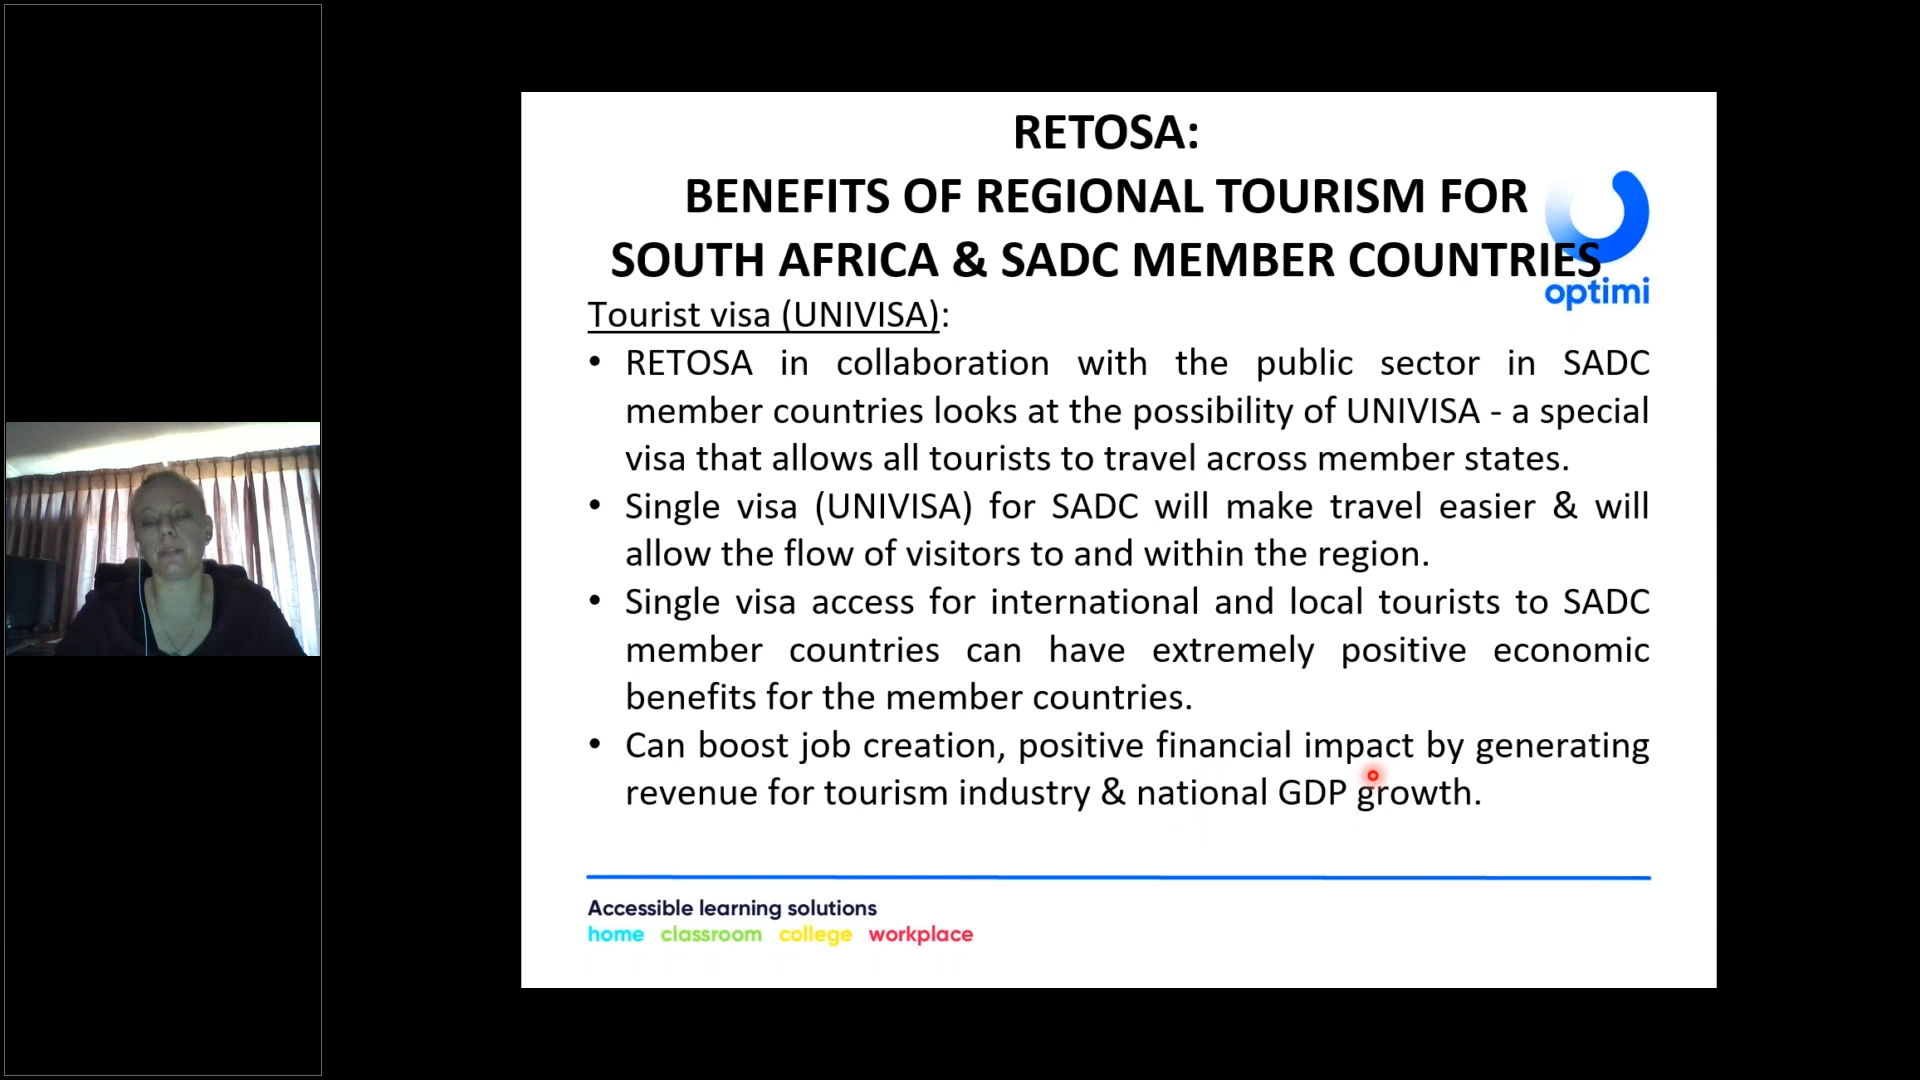 RETOSA:
BENEFITS OF REGIONAL TOURISM FOR
SOUTH AFRICA & SADC MEMBER COUNTRIES
optimi
Tourist visa (UNIVISA):
• RETOSA in collaboration with the public sector in SADC
member countries looks at the possibility of UNIVISA - a special
visa that allows all tourists to travel across member states.
• Single visa (UNIVISA) for SADC will make travel easier & will
allow the flow of visitors to and within the region.
• Single visa access for international and local tourists to SADC
member countries can have extremely positive economic
benefits for the member countries.
• Can boost job creation, positive financial impact by generating
revenue for tourism industry & national GDP growth.
Accessible learning solutions
home classroom college workplace